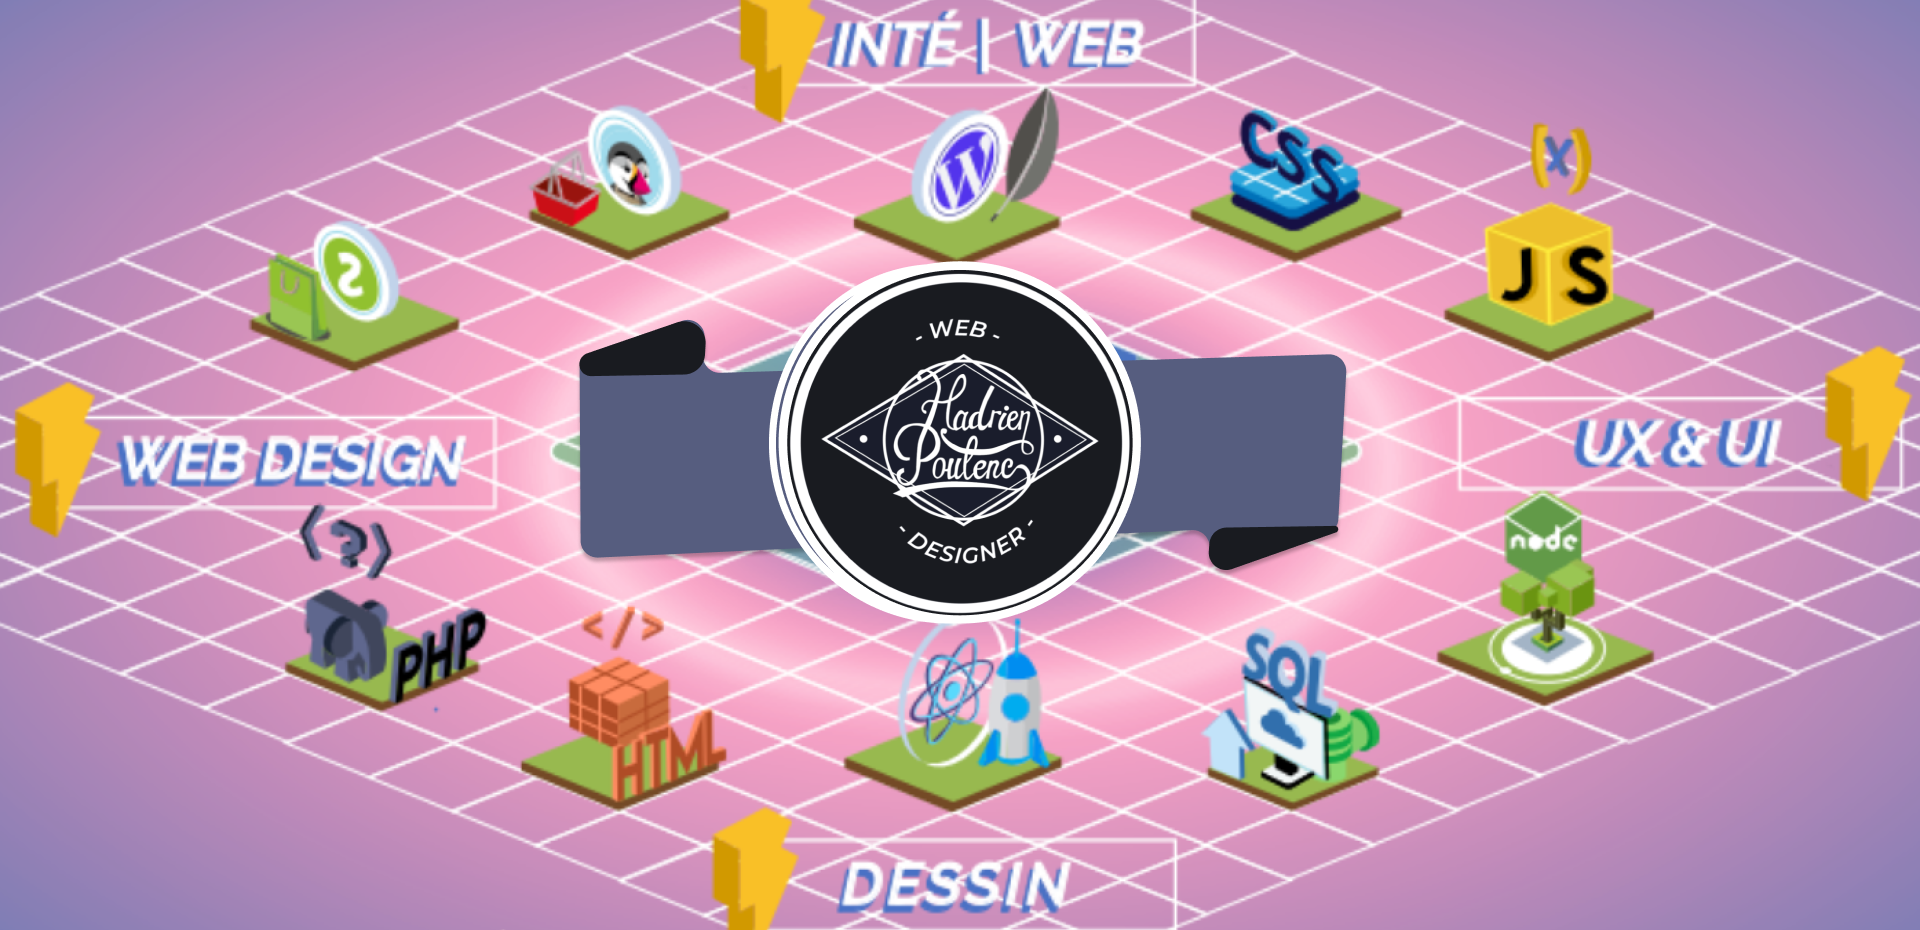 INTÉ | WEB
W
CSS
(X)
JS
S
- WEB -
Hadrien
Poulenc
- DESIGNER -
WEB DESIGN
UX & UI
<?>
PHP
node
</>
HTML
SQL
DESSIN